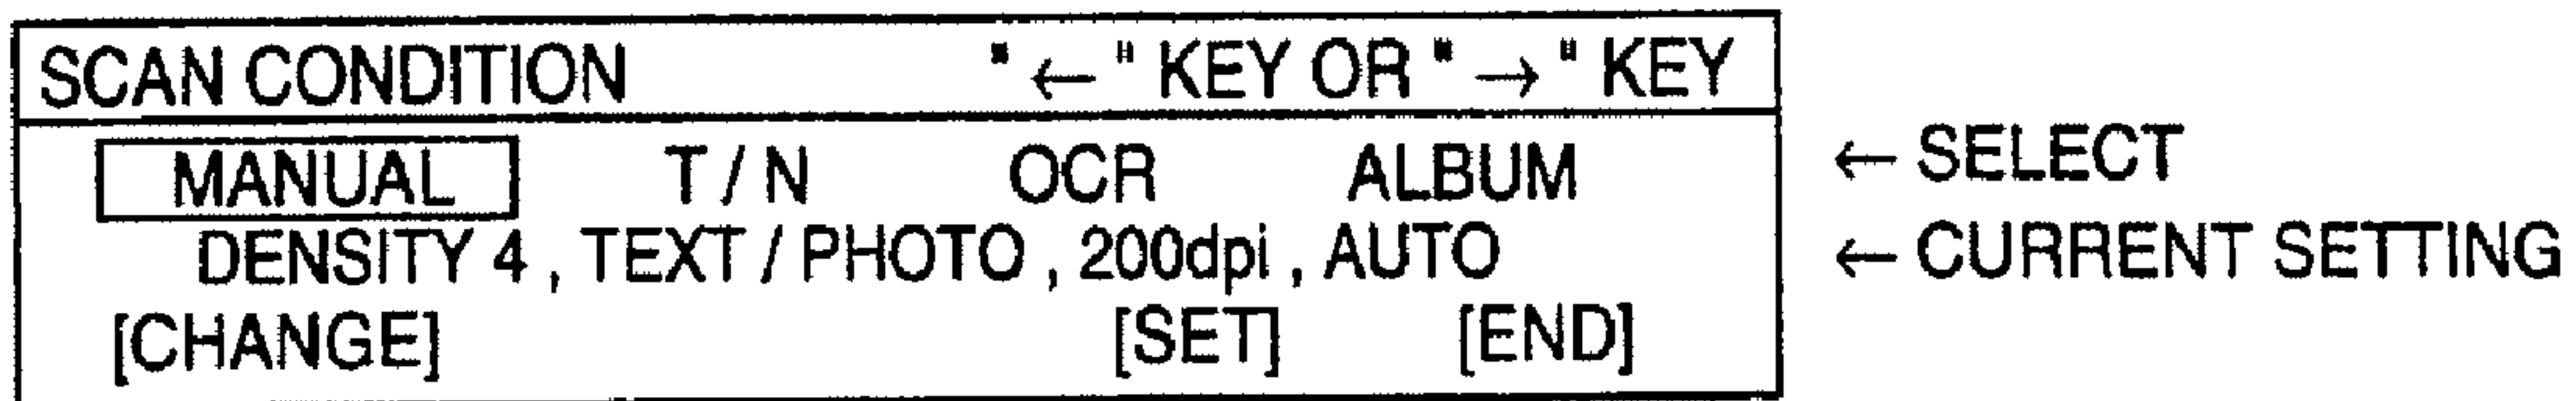 SCAN CONDITION " ← " KEY OR " → " KEY
MANUAL T / N OCR ALBUM ← SELECT
DENSITY 4 , TEXT / PHOTO , 200dpi , AUTO ← CURRENT SETTING
[CHANGE] [SET] [END]